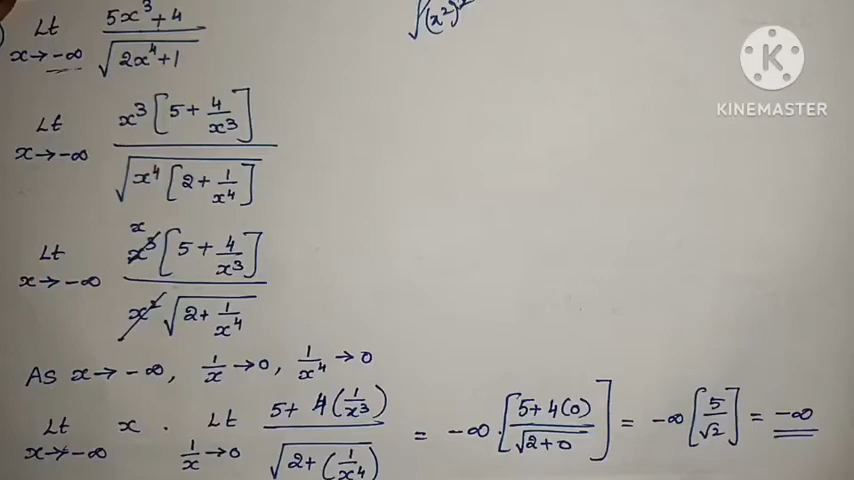 Lt x→-∞ (5x³+4)/√(2x⁴+1)
√(x²)²
K
KINEMASTER
Lt x→-∞ x³[5+4/x³]/√(x⁴[2+1/x⁴])
Lt x→-∞ x x³[5+4/x³]/x²√(2+1/x⁴)
As x→-∞, 1/x→0, 1/x⁴→0
Lt x→-∞ x . Lt 1/x→0 (5+4(1/x³))/√(2+(1/x⁴)) = -∞.[(5+4(0))/√(2+0)] = -∞[5/√2] = -∞